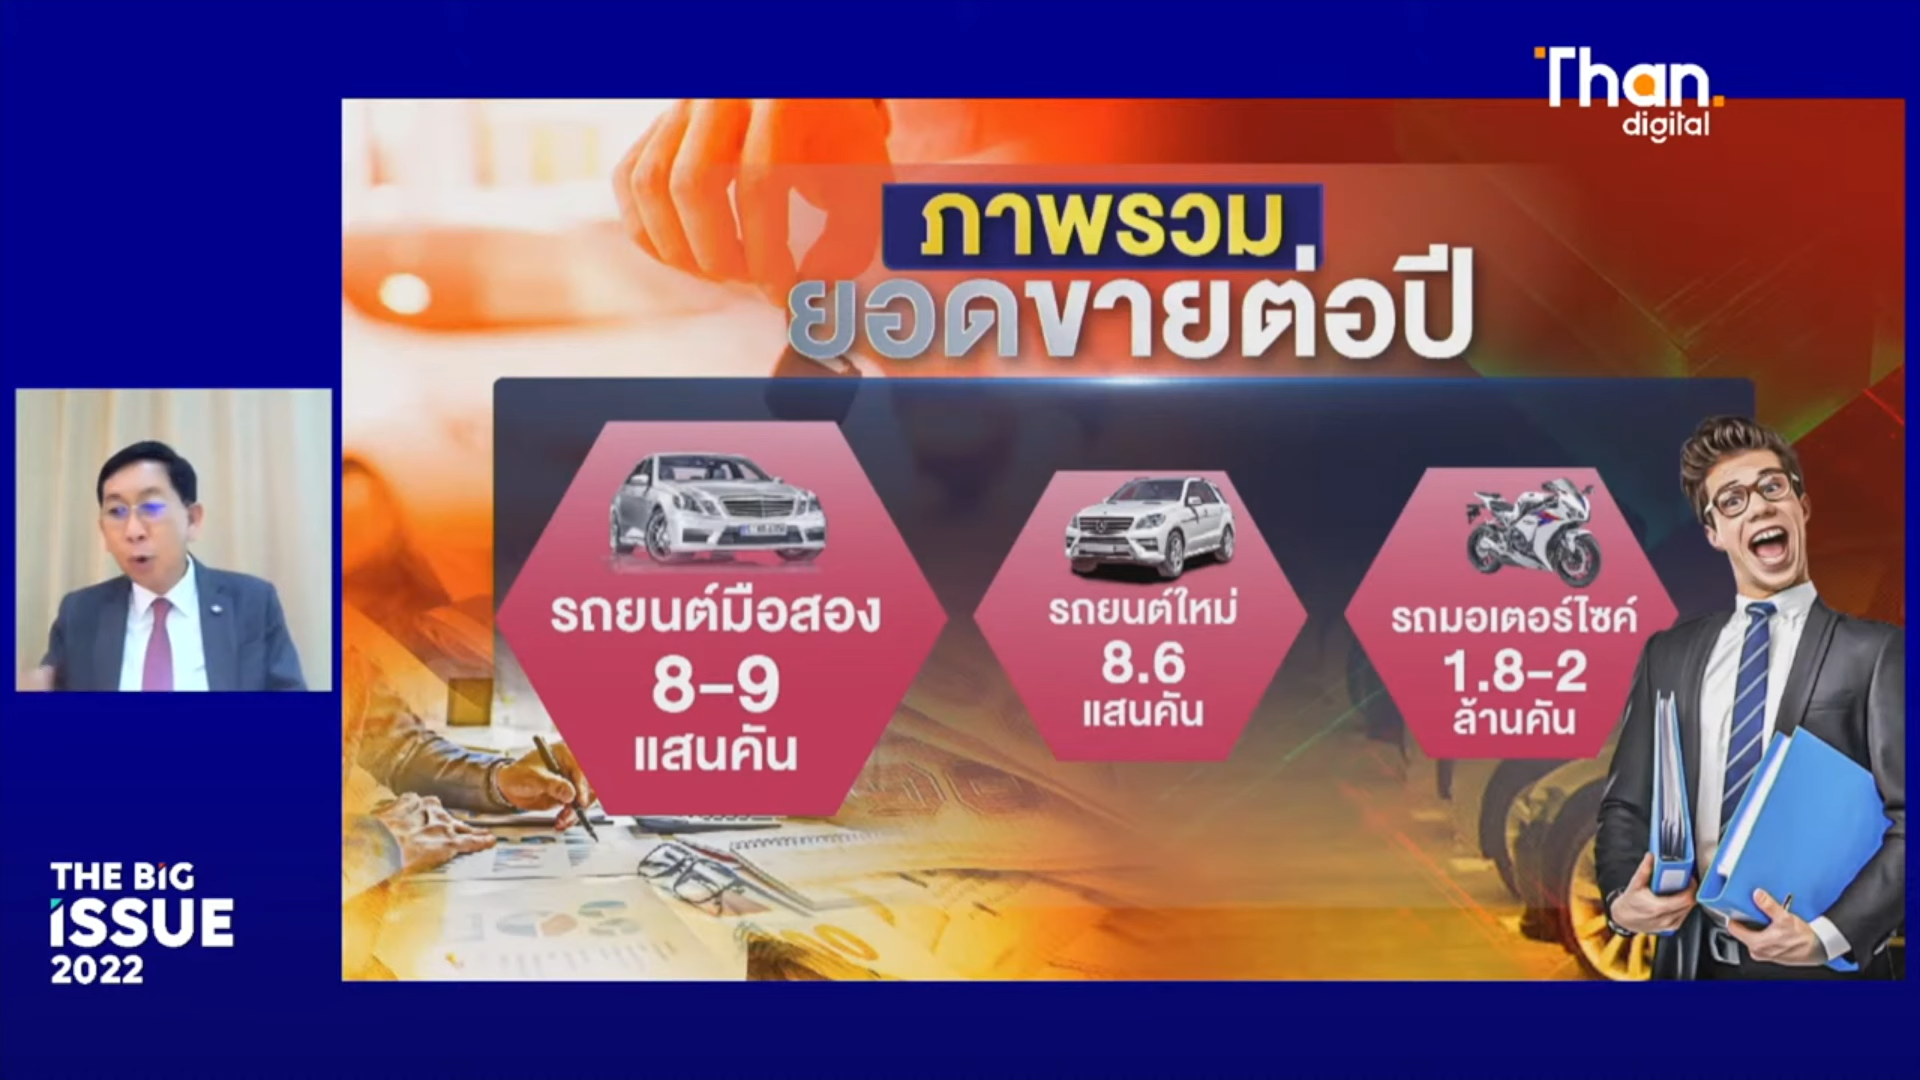 Than.
digital
ภาพรวม
ยอดขายต่อปี
รถยนต์มือสอง
8-9
แสนคัน
รถยนต์ใหม่
8.6
แสนคัน
รถมอเตอร์ไซค์
1.8-2
ล้านคัน
THE BIG
ISSUE
2022